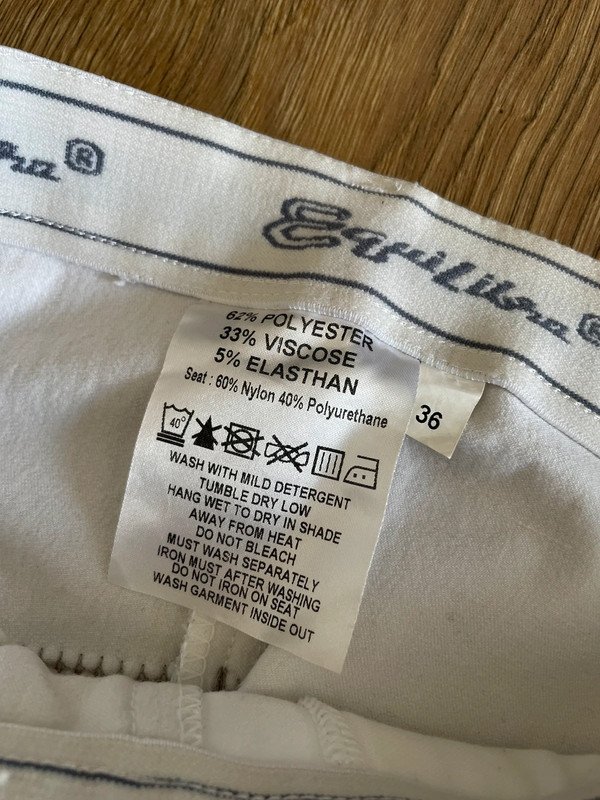 ra®
EquiLibra®
62% POLYESTER
33% VISCOSE
5% ELASTHAN
Seat : 60% Nylon 40% Polyurethane
36
40°
WASH WITH MILD DETERGENT
TUMBLE DRY LOW
HANG WET TO DRY IN SHADE
AWAY FROM HEAT
DO NOT BLEACH
MUST WASH SEPARATELY
IRON MUST AFTER WASHING
DO NOT IRON ON SEAT
WASH GARMENT INSIDE OUT